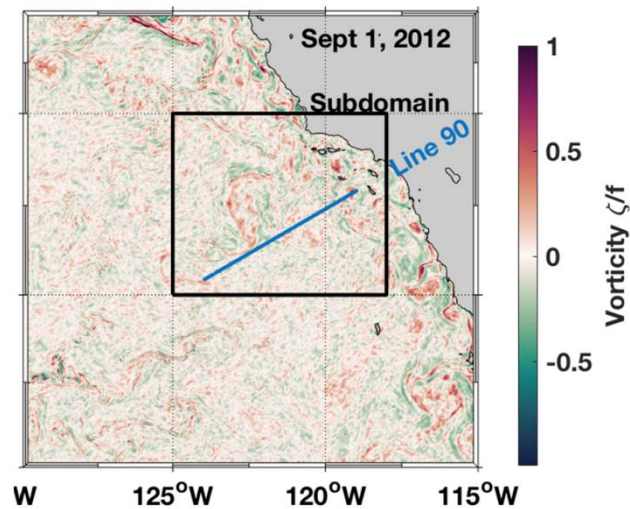 Sept 1, 2012
Subdomain
Line 90
W
125°W
120°W
115°W
1
0.5
0
-0.5
Vorticity ζ/f